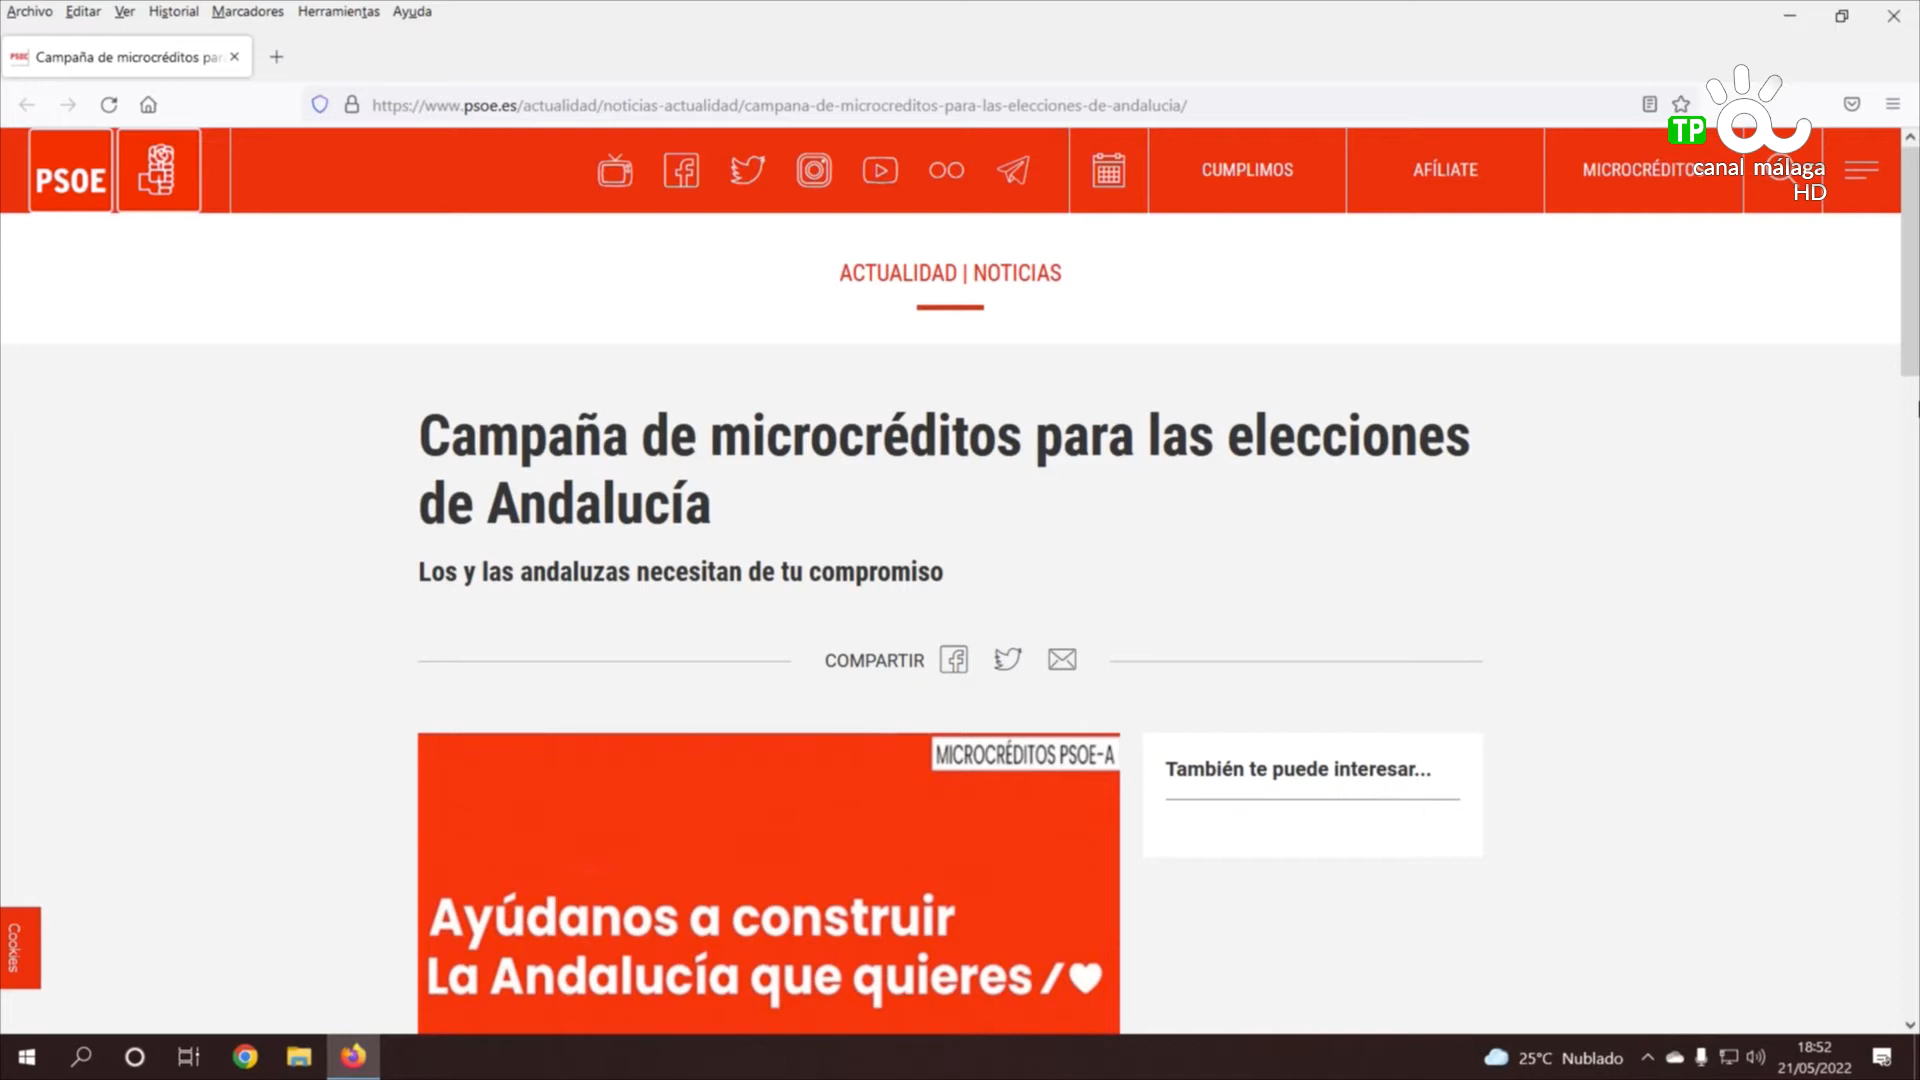 Archivo Editar Ver Historial Marcadores Herramientas Ayuda
PSOE Campaña de microcréditos par
https://www.psoe.es/actualidad/noticias-actualidad/campana-de-microcreditos-para-las-elecciones-de-andalucia/
TP
canal málaga
HD
PSOE
CUMPLIMOS
AFÍLIATE
MICROCRÉDITOS
ACTUALIDAD | NOTICIAS
Campaña de microcréditos para las elecciones
de Andalucía
Los y las andaluzas necesitan de tu compromiso
COMPARTIR
MICROCRÉDITOS PSOE-A
Ayúdanos a construir
La Andalucía que quieres /
También te puede interesar...
Cookies
25°C Nublado
18:52
21/05/2022